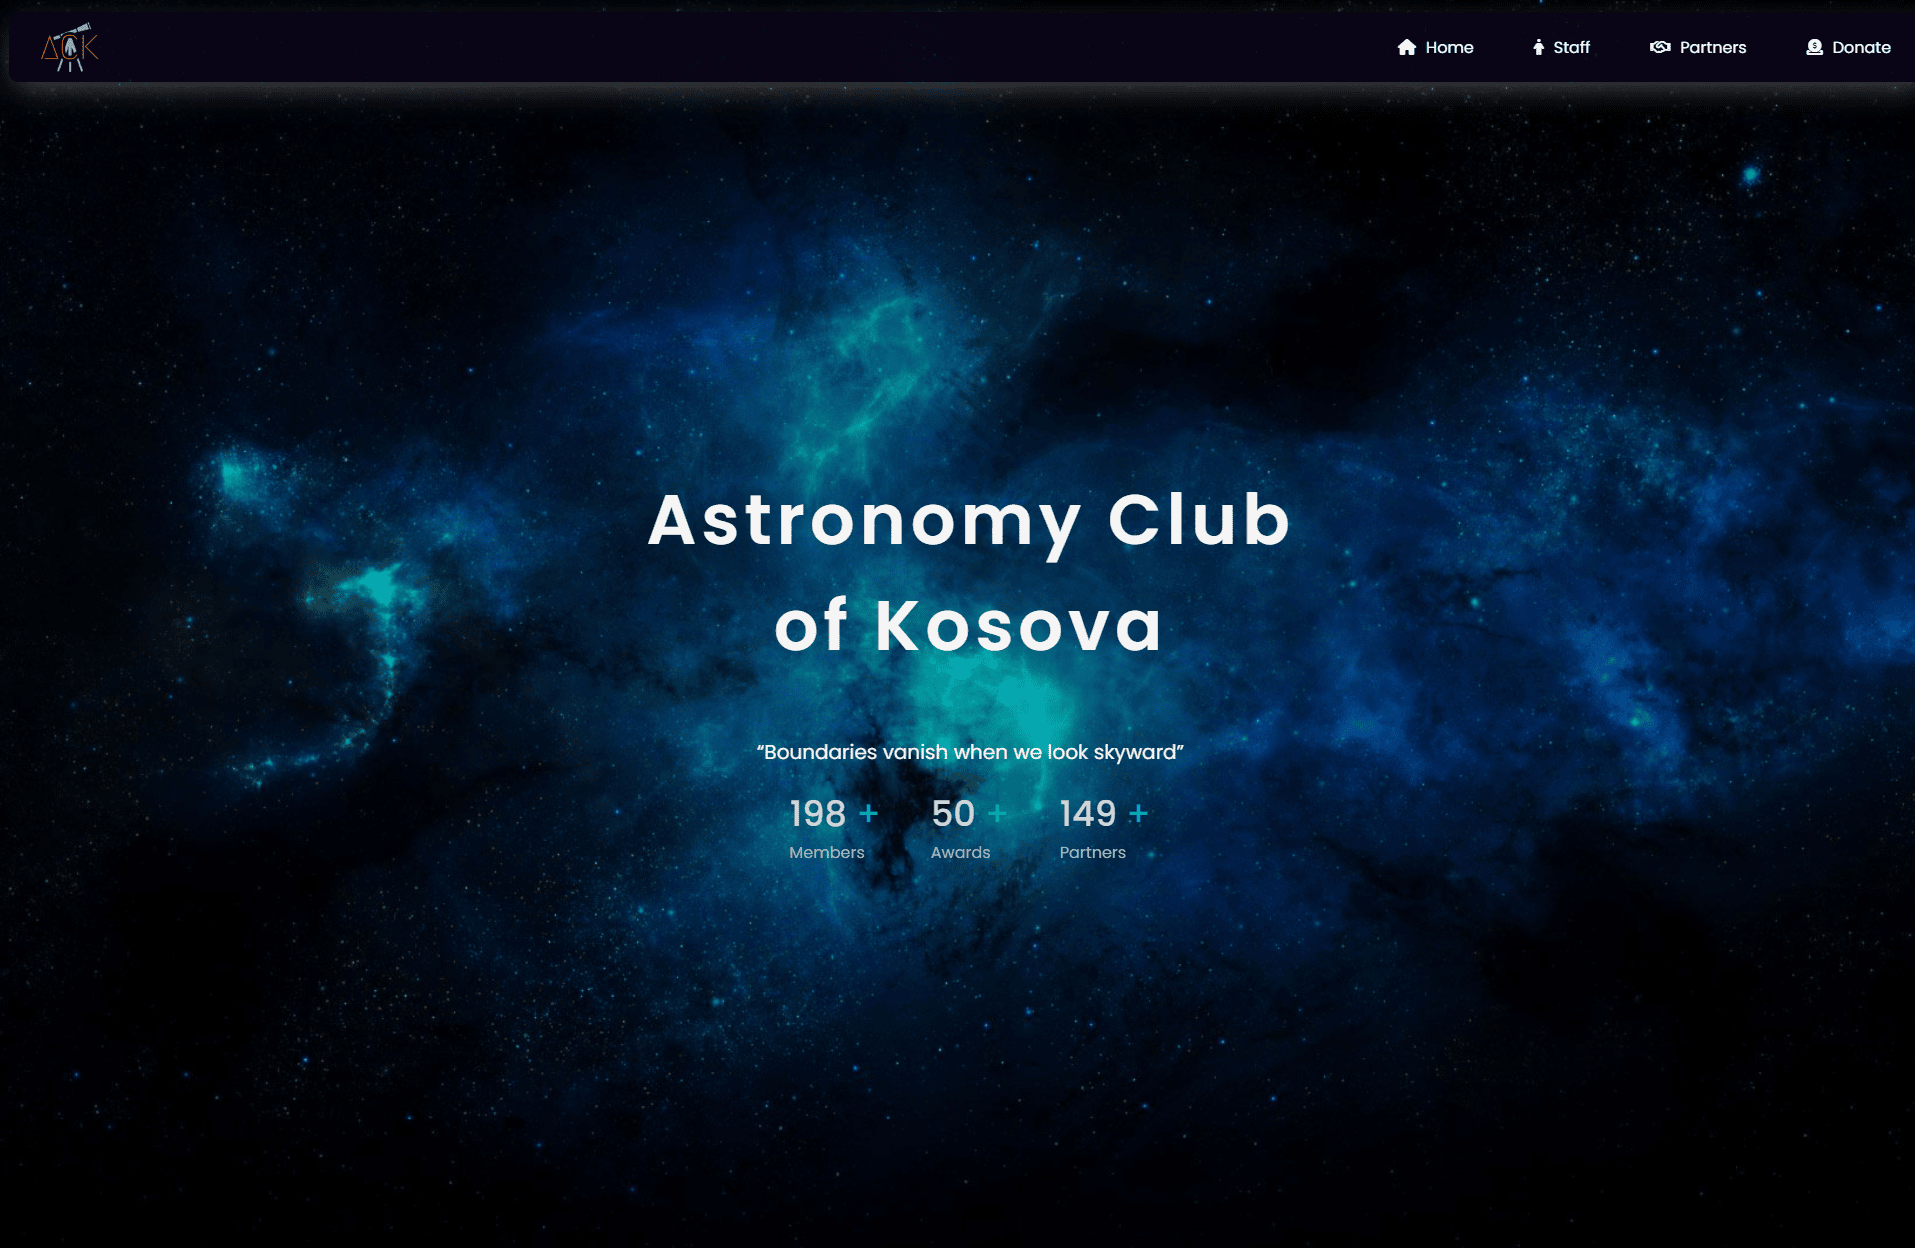 ACK
Home
Staff
Partners
Donate
Astronomy Club
of Kosova
“Boundaries vanish when we look skyward”
198 + 50 + 149 +
Members Awards Partners